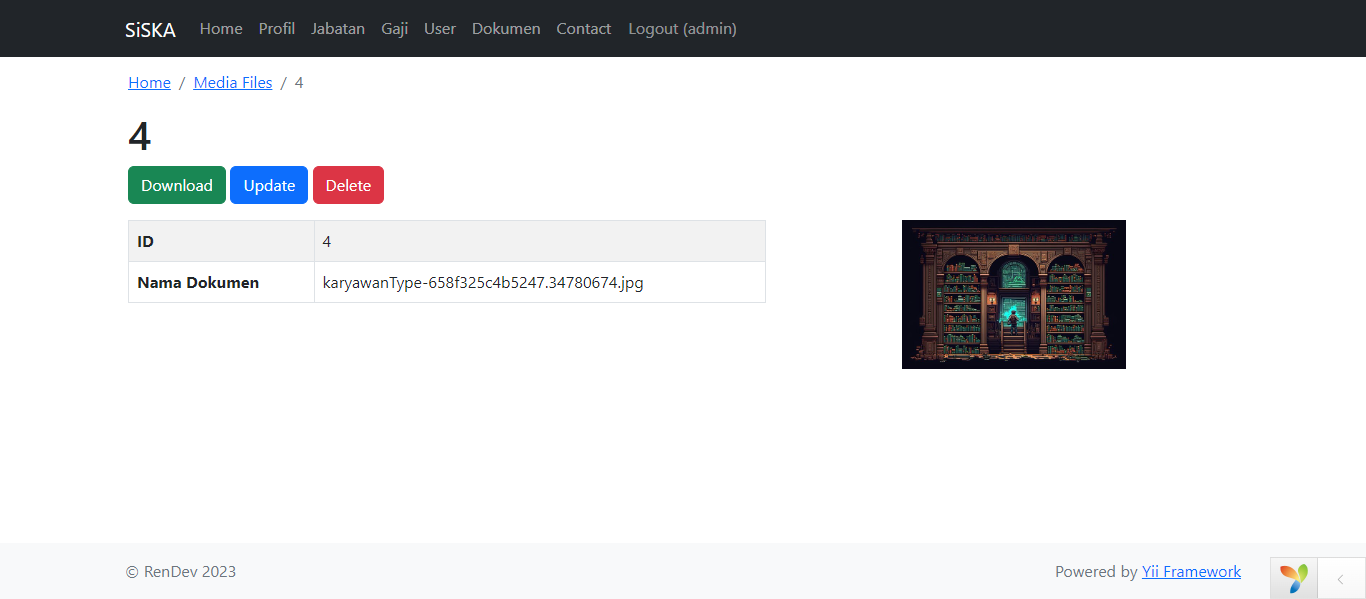 SiSKA Home Profil Jabatan Gaji User Dokumen Contact Logout (admin)
Home / Media Files / 4
4
Download Update Delete
ID 4
Nama Dokumen karyawanType-658f325c4b5247.34780674.jpg
© RenDev 2023 Powered by Yii Framework